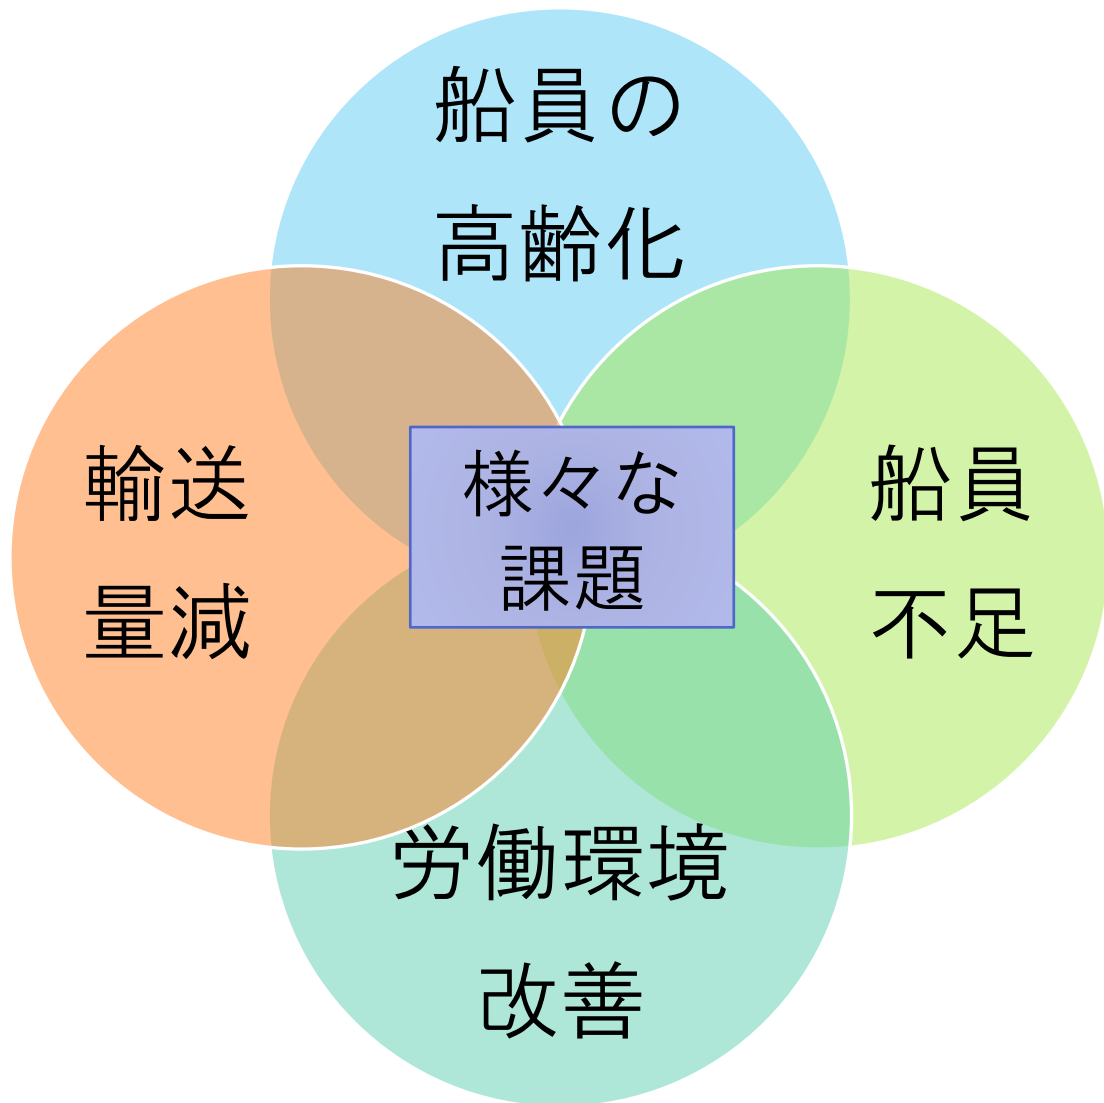 船員の
高齢化
輸送
量減
様々な
課題
船員
不足
労働環境
改善